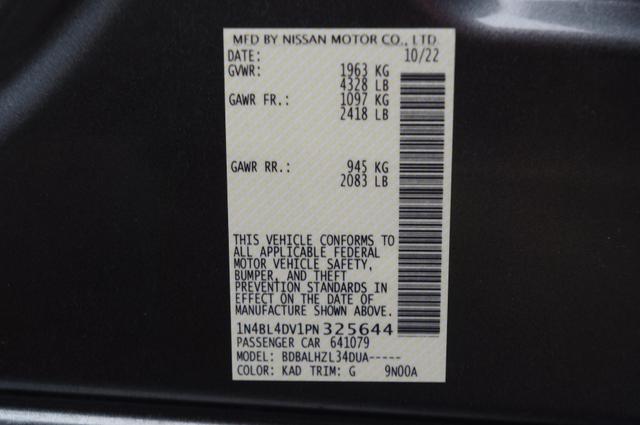 MFD BY NISSAN MOTOR CO., LTD.
DATE: 10/22
GVWR: 1963 KG
4328 LB
GAWR FR.: 1097 KG
2418 LB
GAWR RR.: 945 KG
2083 LB
THIS VEHICLE CONFORMS TO
ALL APPLICABLE FEDERAL
MOTOR VEHICLE SAFETY,
BUMPER, AND THEFT
PREVENTION STANDARDS IN
EFFECT ON THE DATE OF
MANUFACTURE SHOWN ABOVE.
1N4BL4DV1PN325644
PASSENGER CAR 641079
MODEL: BDBALHZL34DUA-----
COLOR: KAD TRIM: G 9N00A